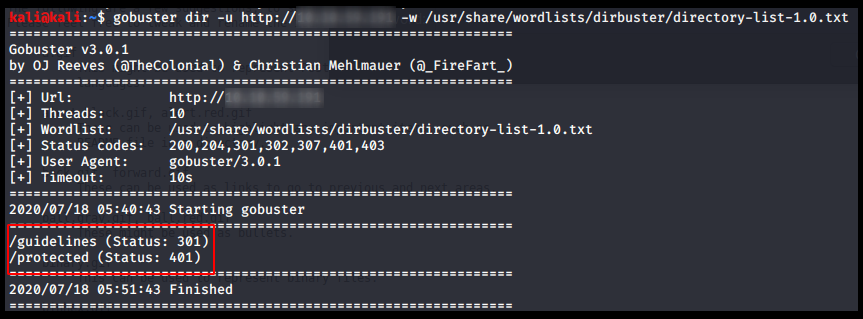 kali@kali:~$ gobuster dir -u http:// -w /usr/share/wordlists/dirbuster/directory-list-1.0.txt
===============================================================
Gobuster v3.0.1
by OJ Reeves (@TheColonial) & Christian Mehlmauer (@_FireFart_)
===============================================================
[+] Url:            http://
[+] Threads:        10
[+] Wordlist:       /usr/share/wordlists/dirbuster/directory-list-1.0.txt
[+] Status codes:   200,204,301,302,307,401,403
[+] User Agent:     gobuster/3.0.1
[+] Timeout:        10s
===============================================================
2020/07/18 05:40:43 Starting gobuster
===============================================================
/guidelines (Status: 301)
/protected (Status: 401)
===============================================================
2020/07/18 05:51:43 Finished
===============================================================